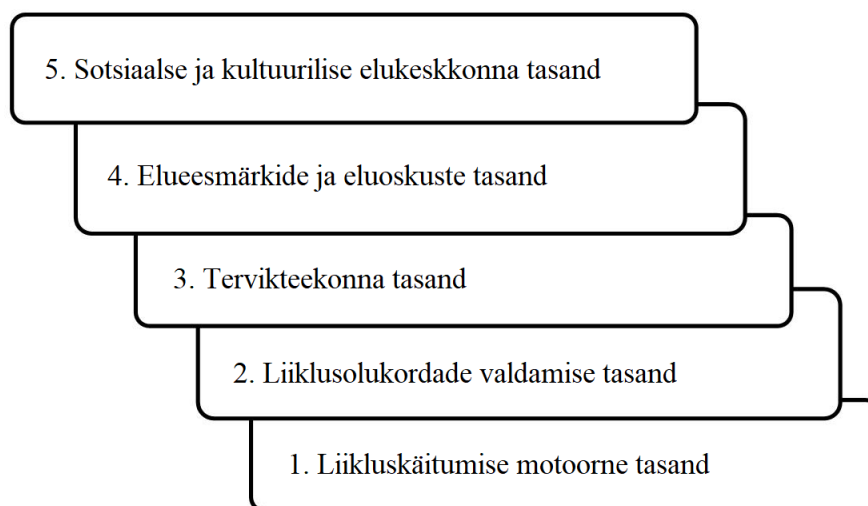 5. Sotsiaalse ja kultuurilise elukeskkonna tasand
4. Elueesmärkide ja eluoskuste tasand
3. Tervikteekonna tasand
2. Liiklusolukordade valdamise tasand
1. Liikluskäitumise motoorne tasand